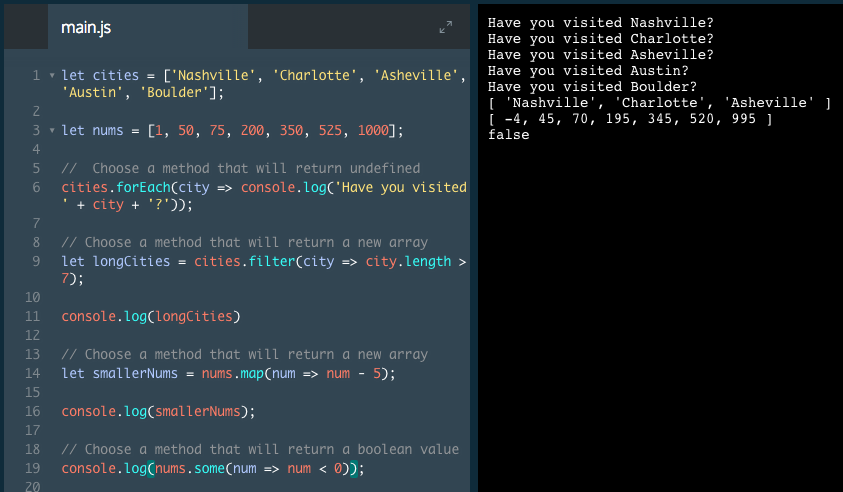 main.js
1 let cities = ['Nashville', 'Charlotte', 'Asheville',
'Austin', 'Boulder'];
2
3 let nums = [1, 50, 75, 200, 350, 525, 1000];
4
5 //  Choose a method that will return undefined
6 cities.forEach(city => console.log('Have you visited
' + city + '?'));
7
8 // Choose a method that will return a new array
9 let longCities = cities.filter(city => city.length >
7);
10
11 console.log(longCities)
12
13 // Choose a method that will return a new array
14 let smallerNums = nums.map(num => num - 5);
15
16 console.log(smallerNums);
17
18 // Choose a method that will return a boolean value
19 console.log(nums.some(num => num < 0));
20
Have you visited Nashville?
Have you visited Charlotte?
Have you visited Asheville?
Have you visited Austin?
Have you visited Boulder?
[ 'Nashville', 'Charlotte', 'Asheville' ]
[ -4, 45, 70, 195, 345, 520, 995 ]
false